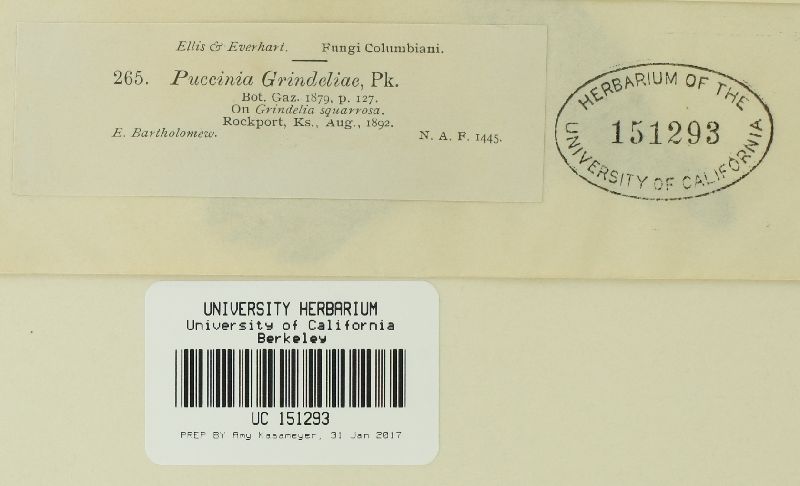 Ellis & Everhart. Fungi Columbiani.
265. Puccinia Grindeliae, Pk.
Bot. Gaz. 1879, p. 127.
On Grindelia squarrosa.
Rockport, Ks., Aug., 1892.
E. Bartholomew. N. A. F. 1445.
HERBARIUM OF THE
151293
UNIVERSITY OF CALIFORNIA
UNIVERSITY HERBARIUM
University of California
Berkeley
UC 151293
PREP BY Amy Kasameyer, 31 Jan 2017